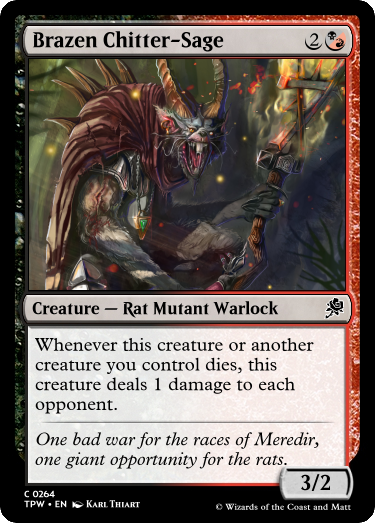 Brazen Chitter-Sage 2
Creature — Rat Mutant Warlock
Whenever this creature or another
creature you control dies, this
creature deals 1 damage to each
opponent.
One bad war for the races of Meredir,
one giant opportunity for the rats.
3/2
C 0264
TPW • EN Karl Thiart
© Wizards of the Coast and Matt